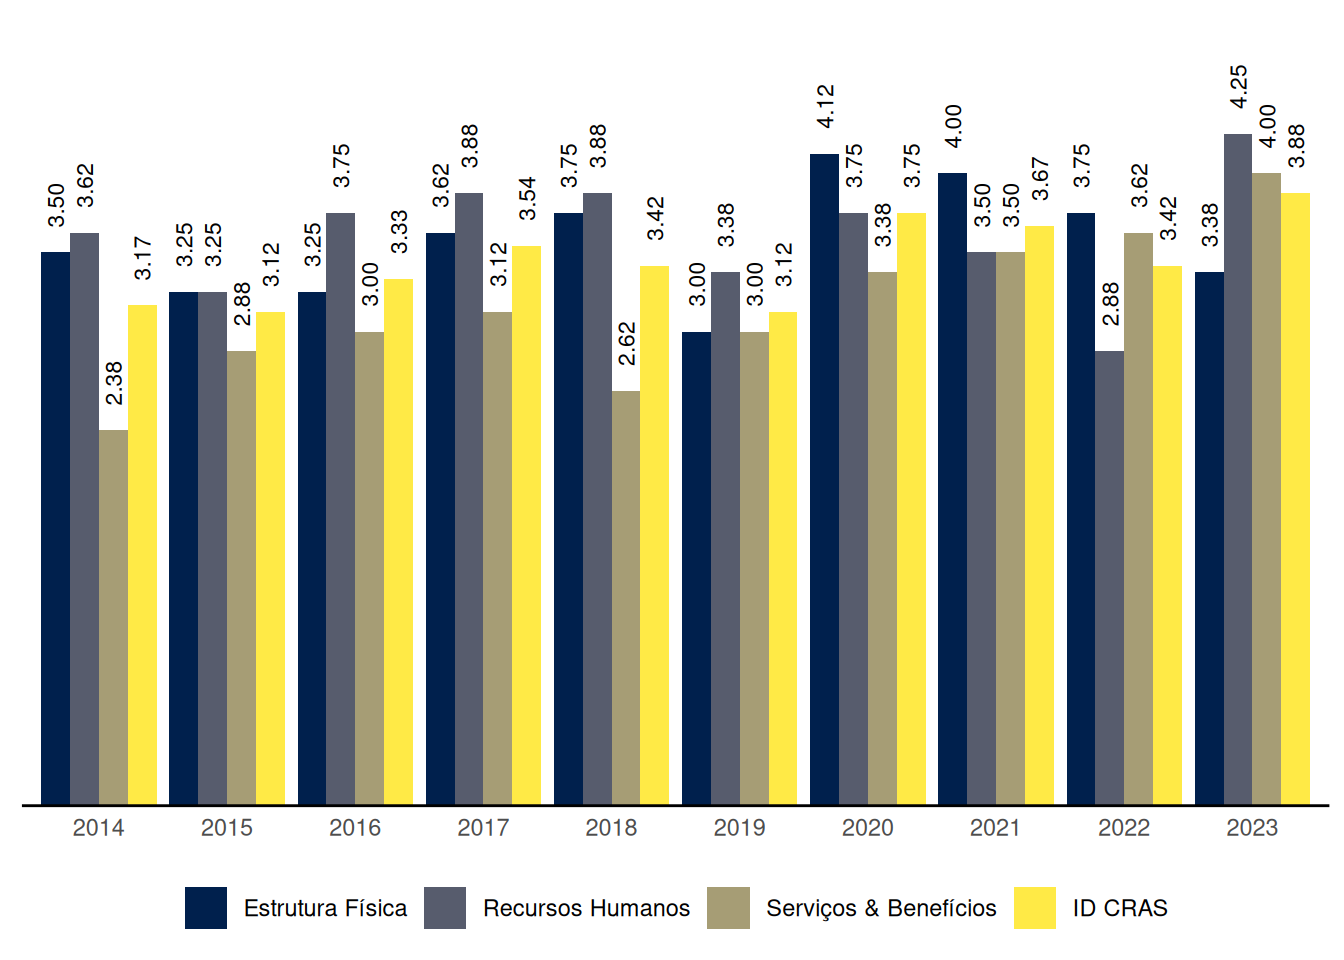 3.50 3.62 2.38 3.17
3.25 3.25 2.88 3.12
3.25 3.75 3.00 3.33
3.62 3.88 3.12 3.54
3.75 3.88 2.62 3.42
3.00 3.38 3.00 3.12
4.12 3.75 3.38 3.75
4.00 3.50 3.50 3.67
3.75 2.88 3.62 3.42
3.38 4.25 4.00 3.88
2014 2015 2016 2017 2018 2019 2020 2021 2022 2023
Estrutura Física Recursos Humanos Serviços & Benefícios ID CRAS